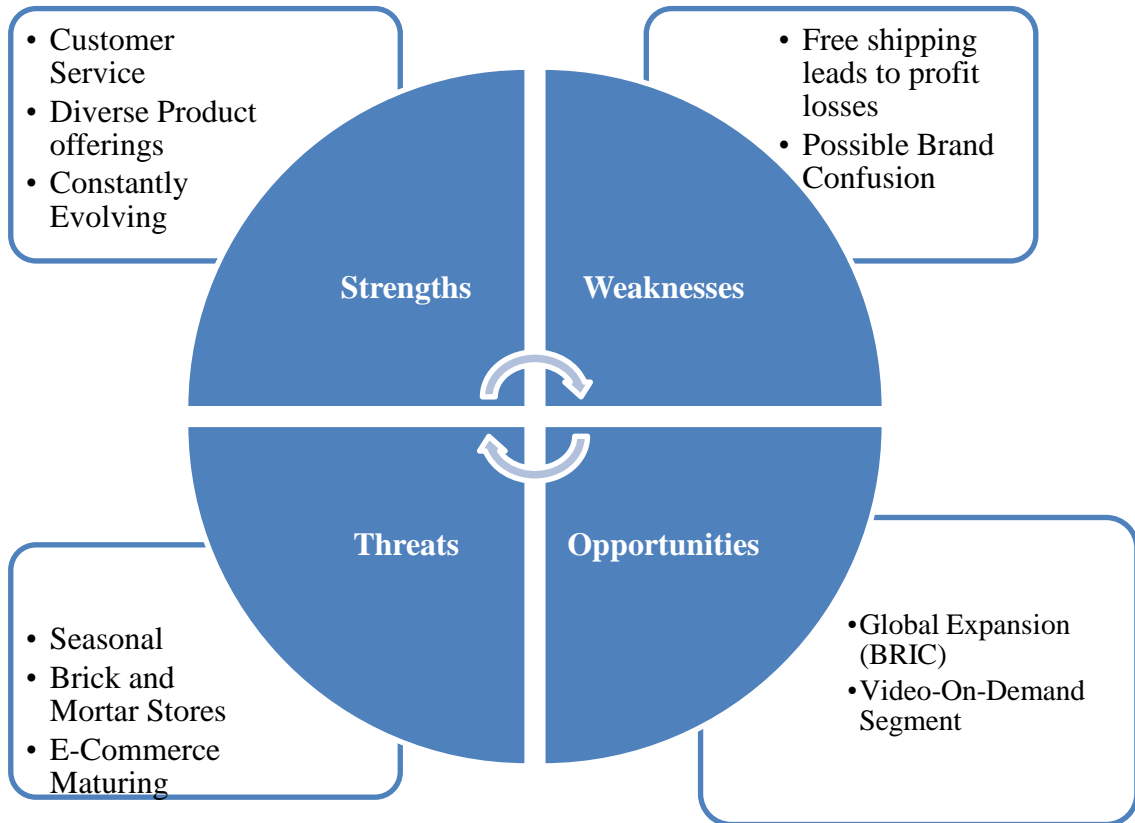 • Customer
Service
• Diverse Product
offerings
• Constantly
Evolving
• Free shipping
leads to profit
losses
• Possible Brand
Confusion
Strengths
Weaknesses
Threats
Opportunities
• Seasonal
• Brick and
Mortar Stores
• E-Commerce
Maturing
•Global Expansion
(BRIC)
•Video-On-Demand
Segment